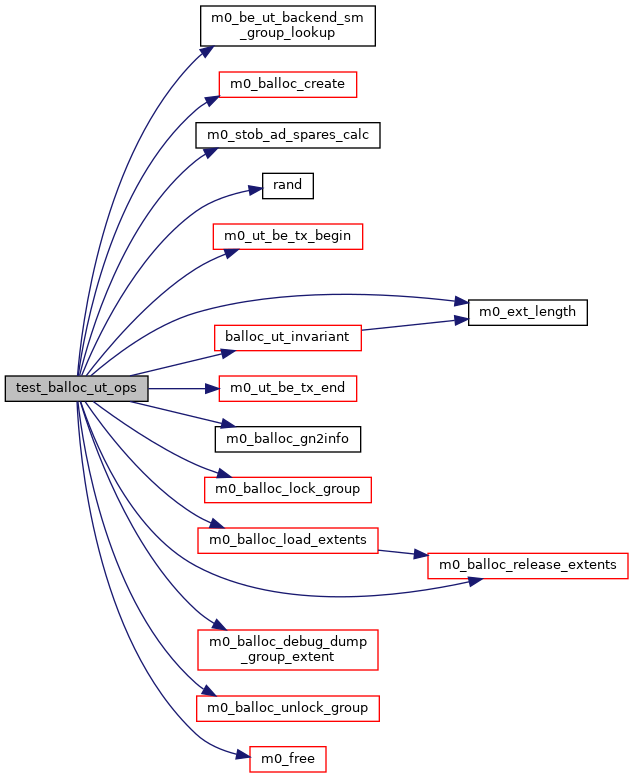 m0_be_ut_backend_sm
_group_lookup
m0_balloc_create
m0_stob_ad_spares_calc
rand
m0_ut_be_tx_begin
m0_ext_length
balloc_ut_invariant
test_balloc_ut_ops
m0_ut_be_tx_end
m0_balloc_gn2info
m0_balloc_lock_group
m0_balloc_load_extents
m0_balloc_release_extents
m0_balloc_debug_dump
_group_extent
m0_balloc_unlock_group
m0_free